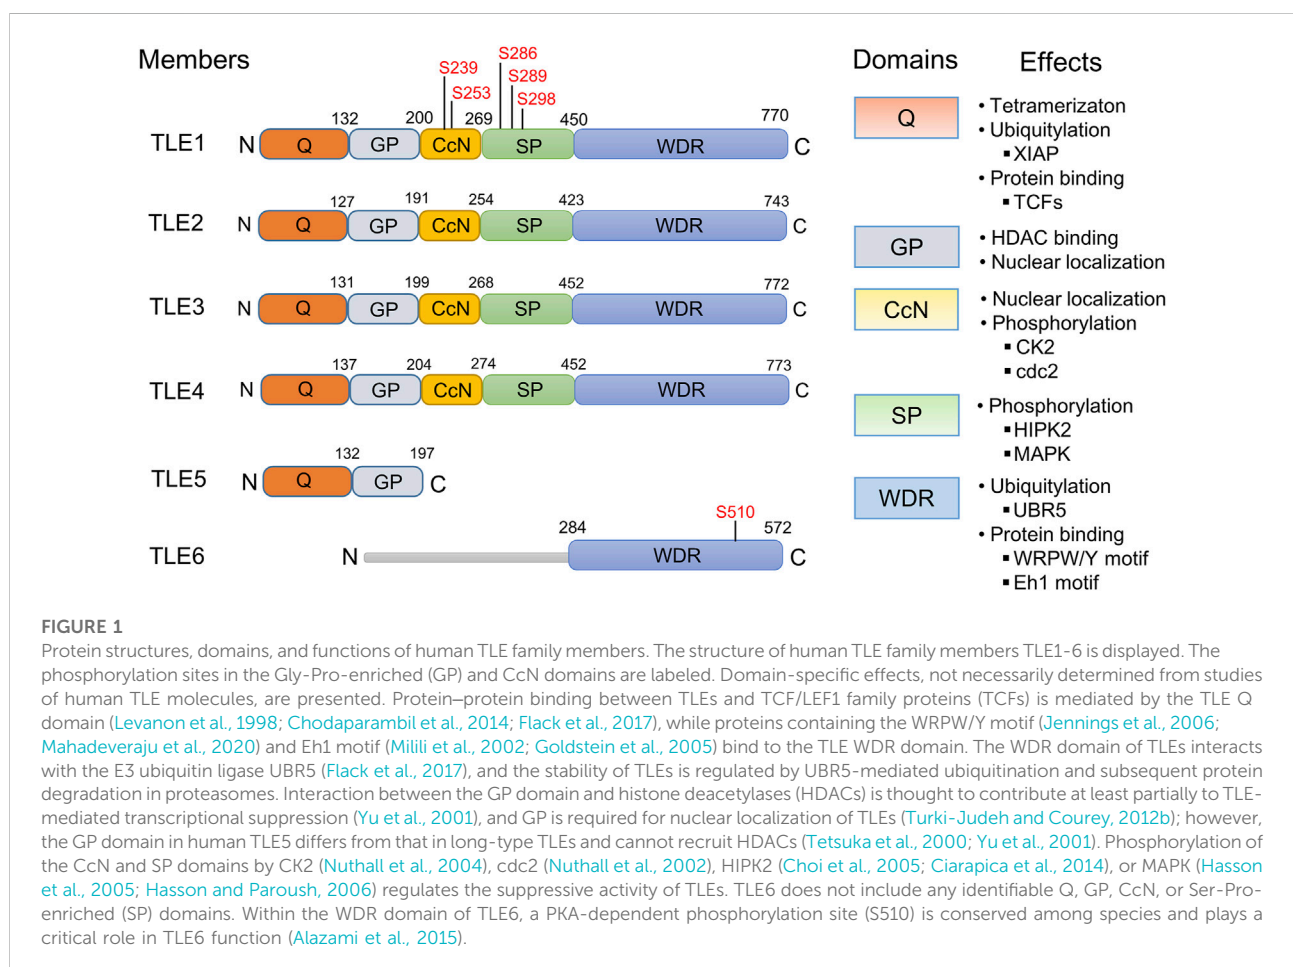 Members
Domains
Effects
S286
S239
S289
S253
S298
132
200
269
450
770
TLE1
N
Q
GP
CcN
SP
WDR
C
127
191
254
423
743
TLE2
N
Q
GP
CcN
SP
WDR
C
131
199
268
452
772
TLE3
N
Q
GP
CcN
SP
WDR
C
137
204
274
452
773
TLE4
N
Q
GP
CcN
SP
WDR
C
132
197
TLE5
N
Q
GP
C
S510
284
572
TLE6
N
WDR
C
Q
• Tetramerizaton
• Ubiquitylation
▪ XIAP
• Protein binding
▪ TCFs
GP
• HDAC binding
• Nuclear localization
CcN
• Nuclear localization
• Phosphorylation
▪ CK2
▪ cdc2
SP
• Phosphorylation
▪ HIPK2
▪ MAPK
WDR
• Ubiquitylation
▪ UBR5
• Protein binding
▪ WRPW/Y motif
▪ Eh1 motif
FIGURE 1
Protein structures, domains, and functions of human TLE family members. The structure of human TLE family members TLE1-6 is displayed. The
phosphorylation sites in the Gly-Pro-enriched (GP) and CcN domains are labeled. Domain-specific effects, not necessarily determined from studies
of human TLE molecules, are presented. Protein–protein binding between TLEs and TCF/LEF1 family proteins (TCFs) is mediated by the TLE Q
domain (Levanon et al., 1998; Chodaparambil et al., 2014; Flack et al., 2017), while proteins containing the WRPW/Y motif (Jennings et al., 2006;
Mahadeveraju et al., 2020) and Eh1 motif (Milili et al., 2002; Goldstein et al., 2005) bind to the TLE WDR domain. The WDR domain of TLEs interacts
with the E3 ubiquitin ligase UBR5 (Flack et al., 2017), and the stability of TLEs is regulated by UBR5-mediated ubiquitination and subsequent protein
degradation in proteasomes. Interaction between the GP domain and histone deacetylases (HDACs) is thought to contribute at least partially to TLE-
mediated transcriptional suppression (Yu et al., 2001), and GP is required for nuclear localization of TLEs (Turki-Judeh and Courey, 2012b); however,
the GP domain in human TLE5 differs from that in long-type TLEs and cannot recruit HDACs (Tetsuka et al., 2000; Yu et al., 2001). Phosphorylation of
the CcN and SP domains by CK2 (Nuthall et al., 2004), cdc2 (Nuthall et al., 2002), HIPK2 (Choi et al., 2005; Ciarapica et al., 2014), or MAPK (Hasson
et al., 2005; Hasson and Paroush, 2006) regulates the suppressive activity of TLEs. TLE6 does not include any identifiable Q, GP, CcN, or Ser-Pro-
enriched (SP) domains. Within the WDR domain of TLE6, a PKA-dependent phosphorylation site (S510) is conserved among species and plays a
critical role in TLE6 function (Alazami et al., 2015).